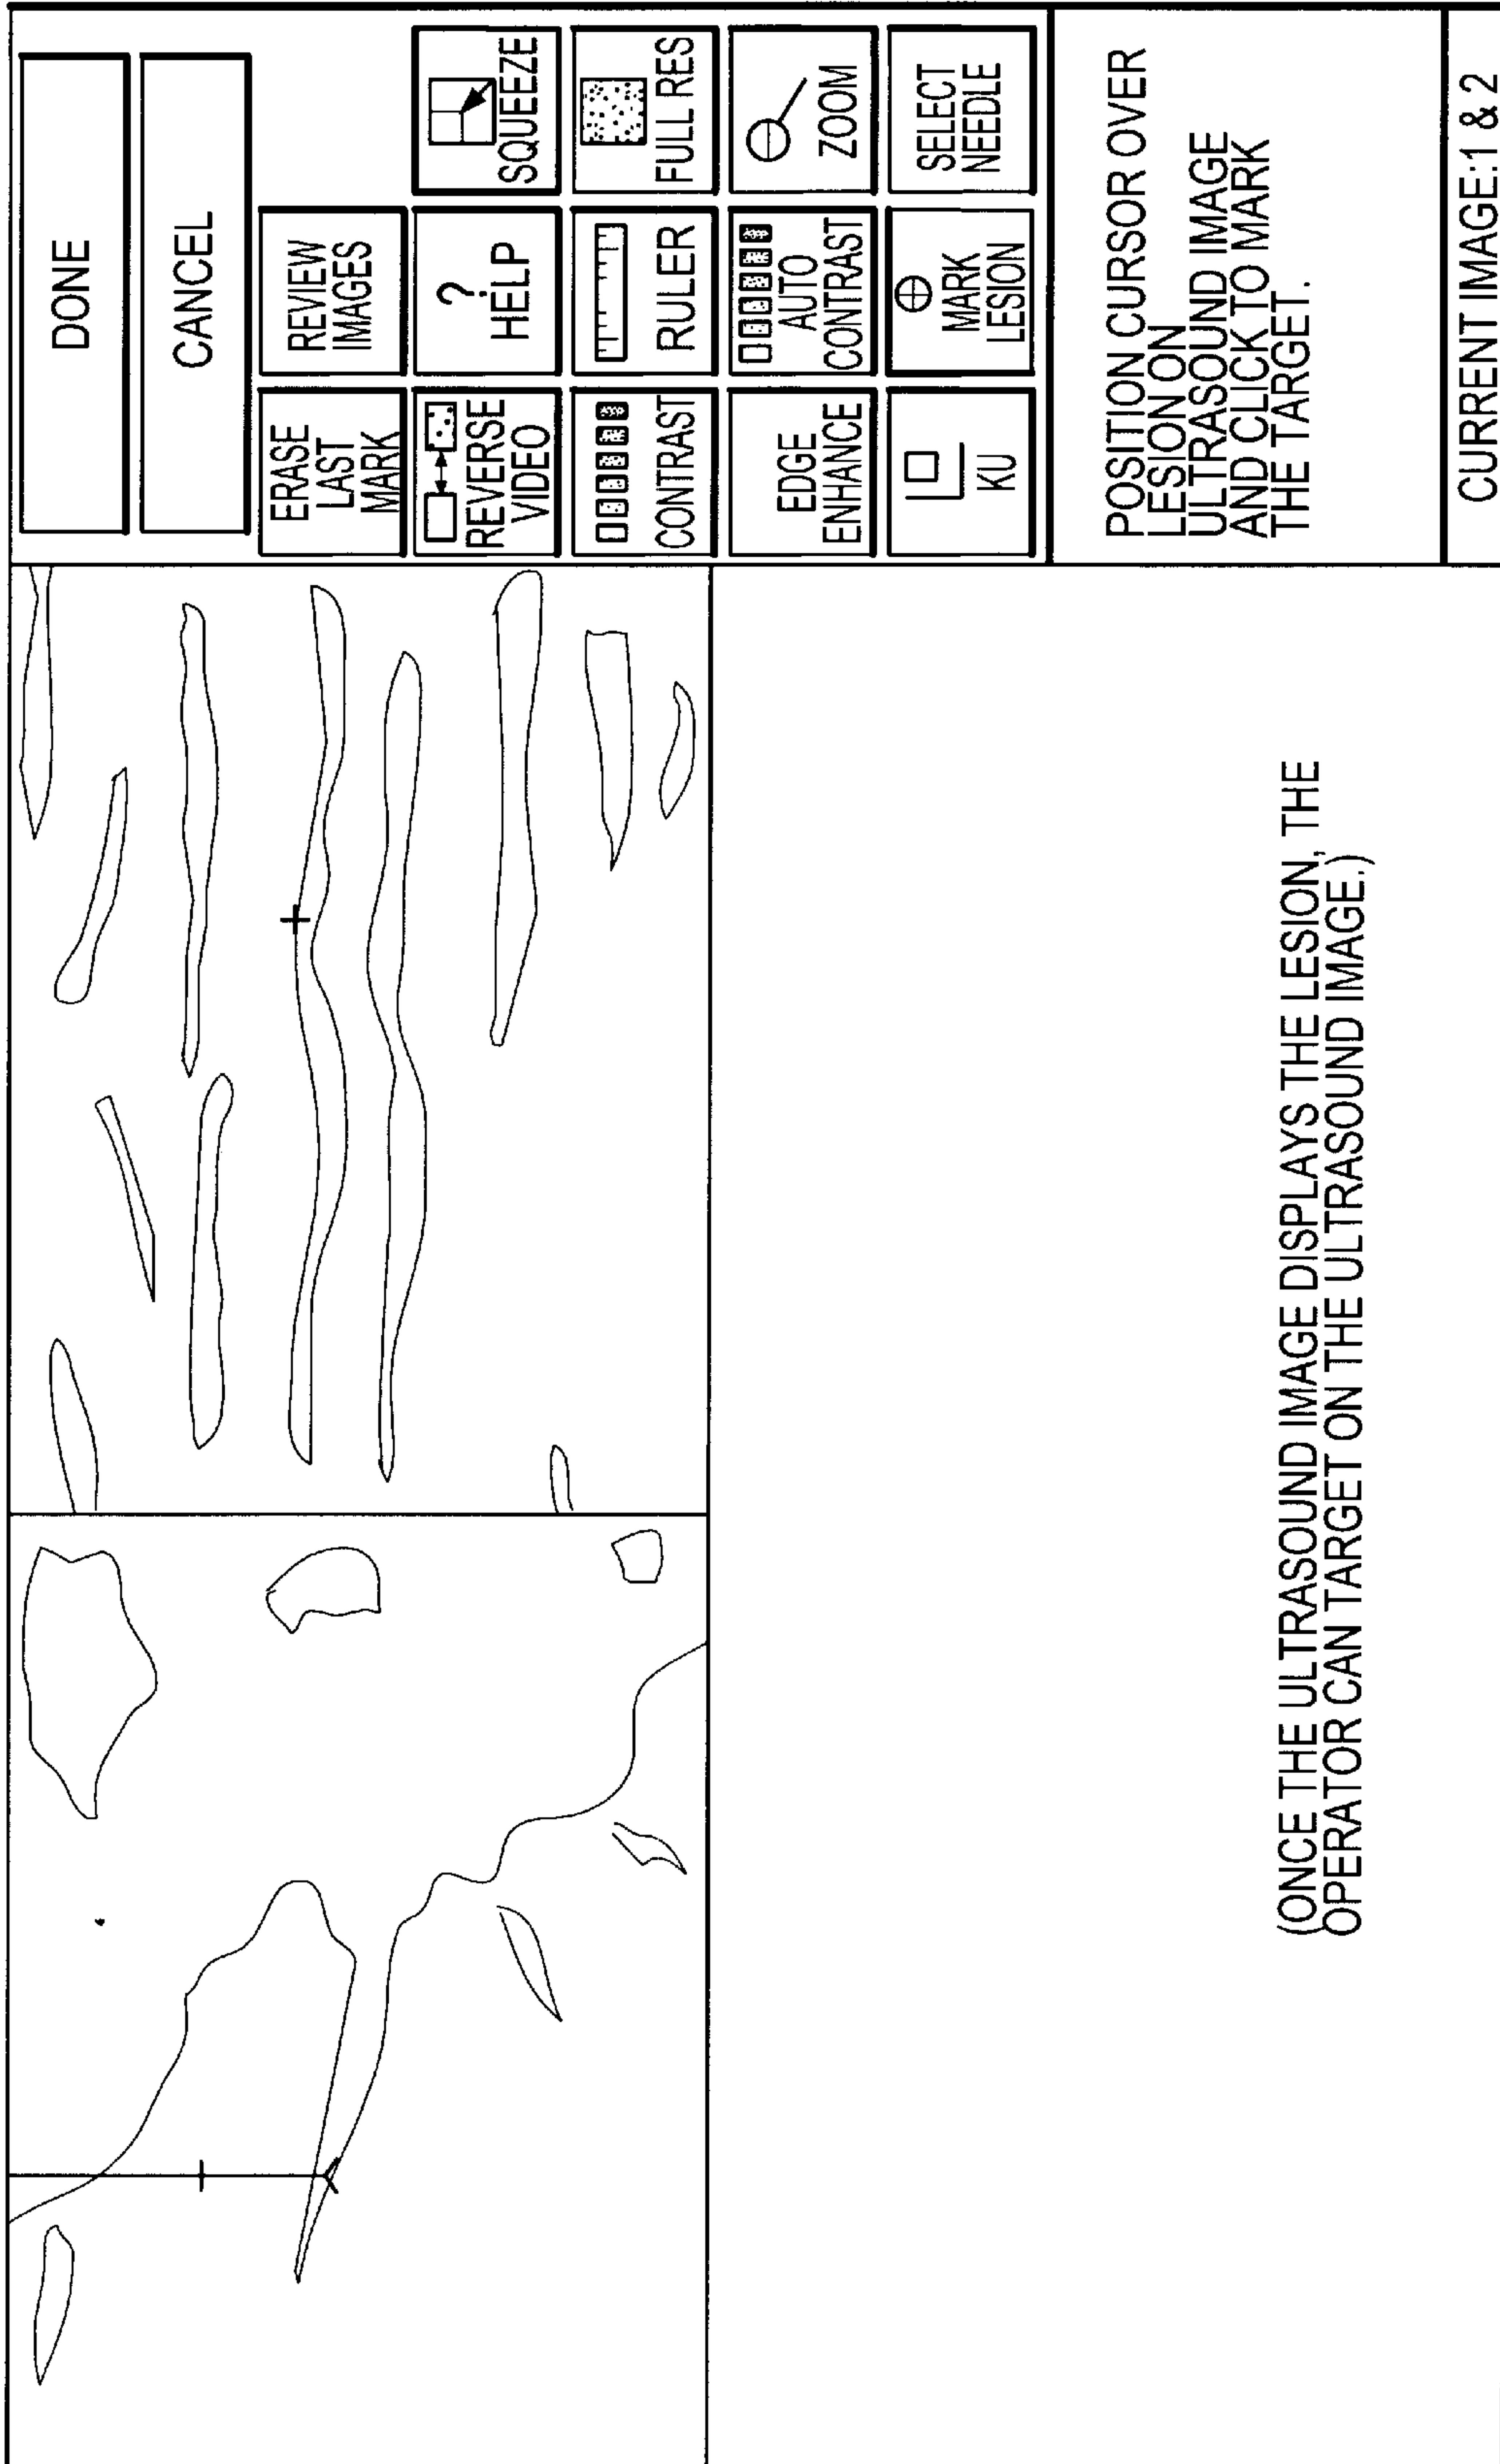 DONE
CANCEL
ERASE
LAST
MARK
REVIEW
IMAGES
REVERSE
VIDEO
?
HELP
SQUEEZE
CONTRAST
RULER
FULL RES
EDGE
ENHANCE
AUTO
CONTRAST
ZOOM
KU
MARK
LESION
SELECT
NEEDLE
POSITION CURSOR OVER
LESION ON
ULTRASOUND IMAGE
AND CLICK TO MARK
THE TARGET.
CURRENT IMAGE:1 & 2
(ONCE THE ULTRASOUND IMAGE DISPLAYS THE LESION, THE
OPERATOR CAN TARGET ON THE ULTRASOUND IMAGE.)